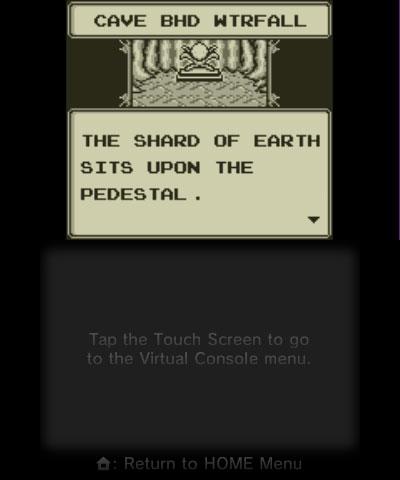 CAVE BHD WTRFALL
THE SHARD OF EARTH
SITS UPON THE
PEDESTAL.
Tap the Touch Screen to go
to the Virtual Console menu.
: Return to HOME Menu